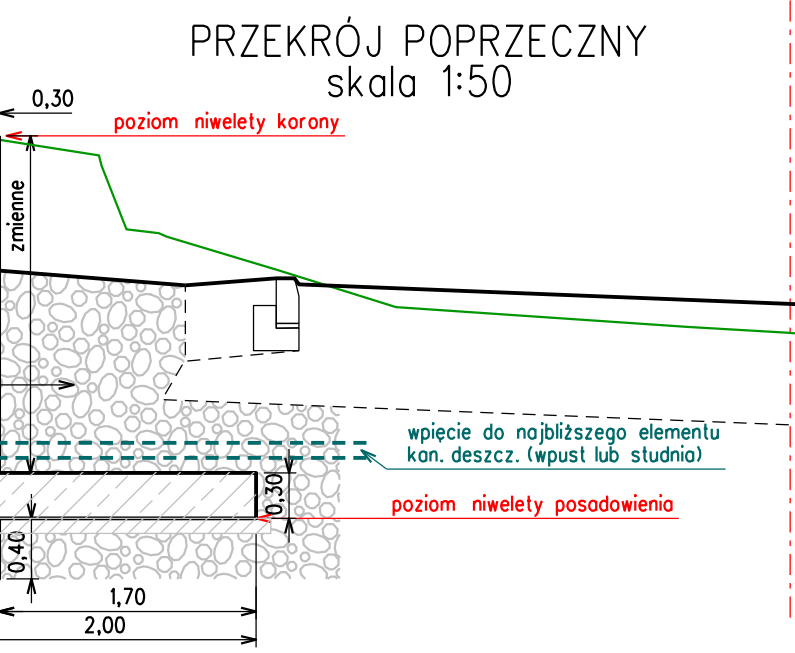 PRZEKRÓJ POPRZECZNY
skala 1:50
0,30
poziom niwelety korony
zmienne
wpięcie do najbliższego elementu
kan. deszcz. (wpust lub studnia)
0,30
poziom niwelety posadowienia
0,40
1,70
2,00